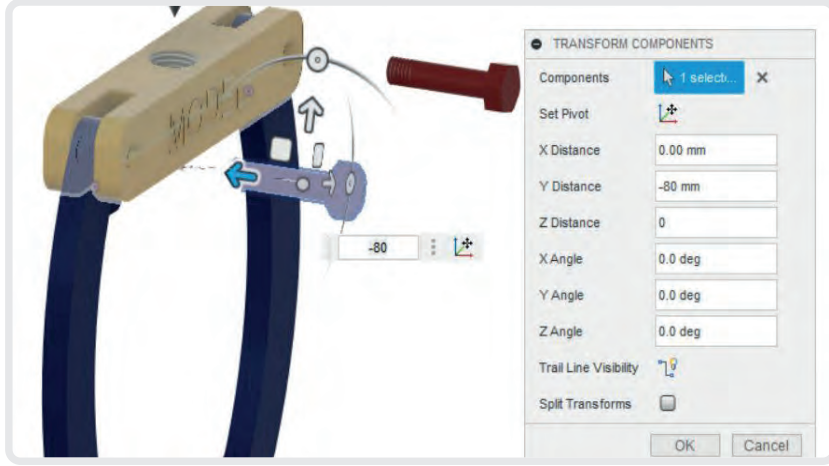 TRANSFORM COMPONENTS
Components 1 selecti...
Set Pivot
X Distance 0.00 mm
Y Distance -80 mm
Z Distance 0
X Angle 0.0 deg
Y Angle 0.0 deg
Z Angle 0.0 deg
Trail Line Visibility
Split Transforms
OK Cancel
-80